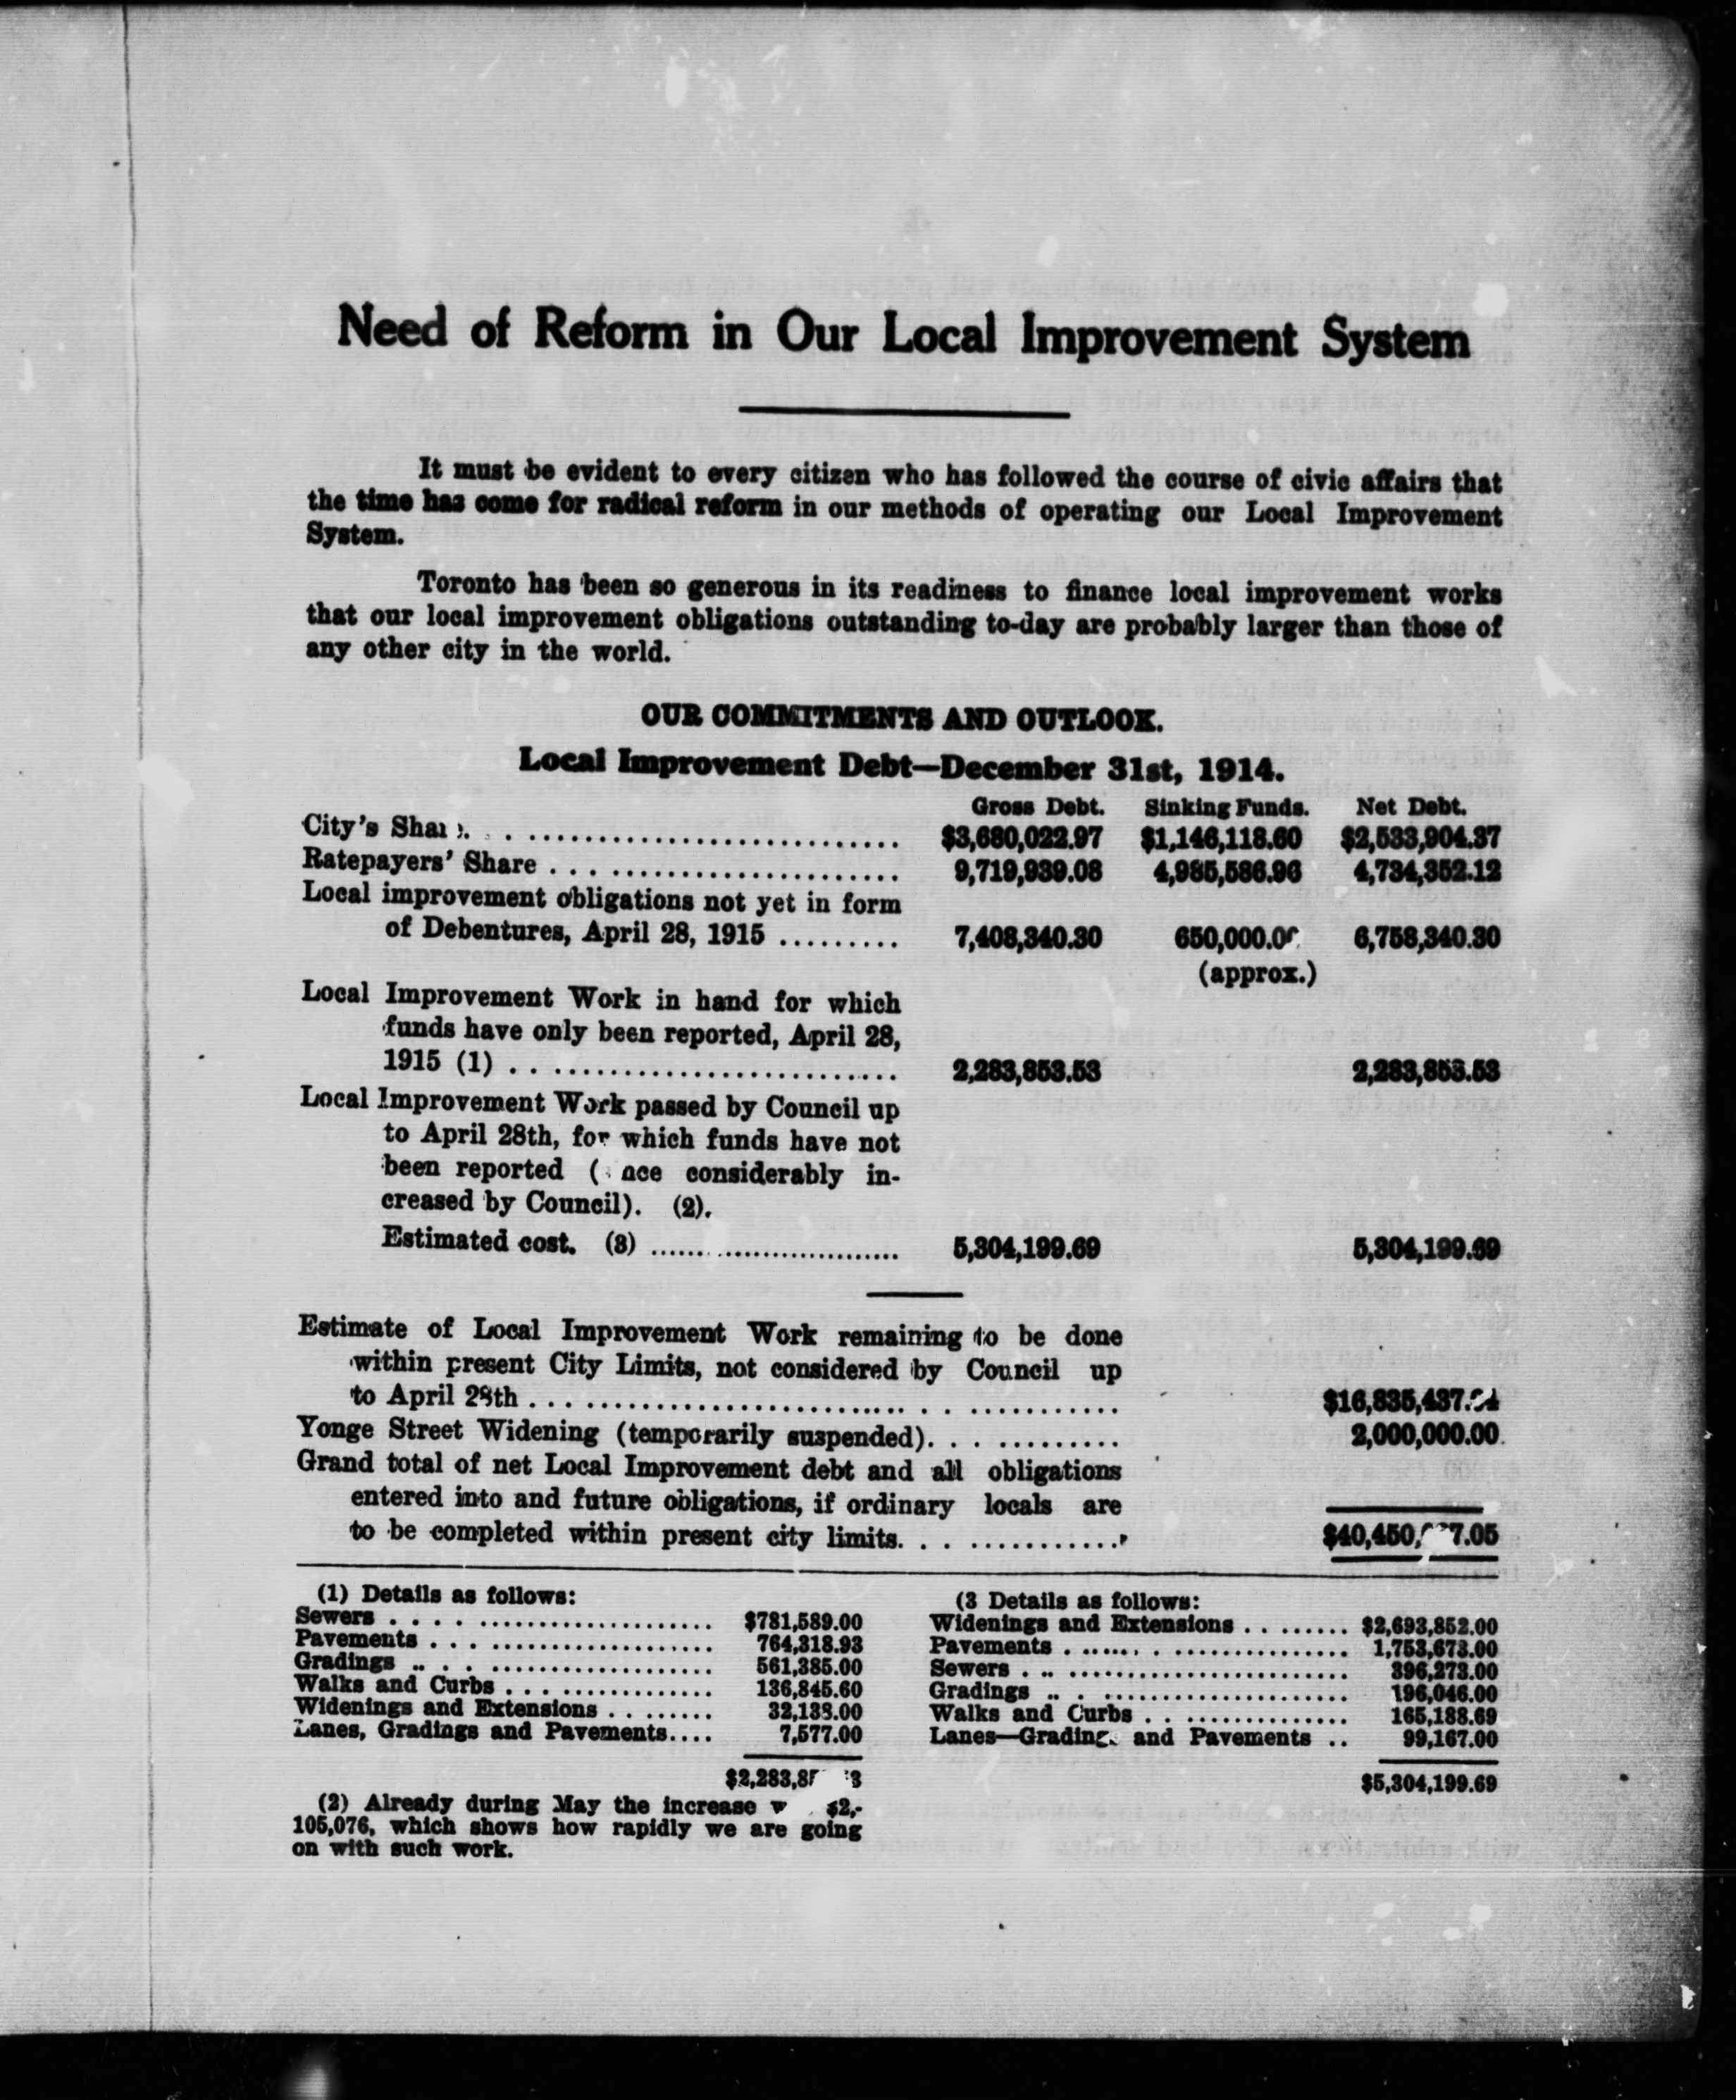 Need of Reform in Our Local Improvement System
It must be evident to every citizen who has followed the course of civic affairs that
the time has come for radical reform in our methods of operating our Local Improvement
System.
Toronto has been so generous in its readiness to finance local improvement works
that our local improvement obligations outstanding to-day are probably larger than those of
any other city in the world.
OUR COMMITMENTS AND OUTLOOK.
Local Improvement Debt—December 31st, 1914.
Gross Debt. Sinking Funds. Net Debt.
City's Share. . . ............................ $3,680,022.97 $1,146,118.60 $2,533,904.37
Ratepayers' Share . . . ....................... 9,719,939.08 4,985,586.96 4,734,352.12
Local improvement obligations not yet in form
of Debentures, April 28, 1915 ......... 7,408,340.30 650,000.00 6,758,340.30
(approx.)
Local Improvement Work in hand for which
funds have only been reported, April 28,
1915 (1) . . ......................... 2,283,853.53 2,283,853.53
Local Improvement Work passed by Council up
to April 28th, for which funds have not
been reported ( considerably in-
creased by Council). (2).
Estimated cost. (3) ............................ 5,304,199.69 5,304,199.69
Estimate of Local Improvement Work remaining to be done
within present City Limits, not considered by Council up
to April 28th . . . ....................... . . ........... $16,835,437.
Yonge Street Widening (temporarily suspended). . . ........... 2,000,000.00
Grand total of net Local Improvement debt and all obligations
entered into and future obligations, if ordinary locals are
to be completed within present city limits. . . ............ $40,450, 7.05
(1) Details as follows:
Sewers . . . . ..................... $781,589.00
Pavements . . . .................... 764,318.93
Gradings .. . . .................... 561,385.00
Walks and Curbs . . . .............. 136,845.60
Widenings and Extensions . . ....... 32,138.00
Lanes, Gradings and Pavements.... 7,577.00
$2,283,85 3
(2) Already during May the increase $2,-
105,076, which shows how rapidly we are going
on with such work.
(3 Details as follows:
Widenings and Extensions . . ....... $2,693,852.00
Pavements . ...... . ............... 1,753,673.00
Sewers . .. ......................... 396,273.00
Gradings .. . ...................... 196,046.00
Walks and Curbs . . ............... 165,188.69
Lanes—Gradings and Pavements .. 99,167.00
$5,304,199.69